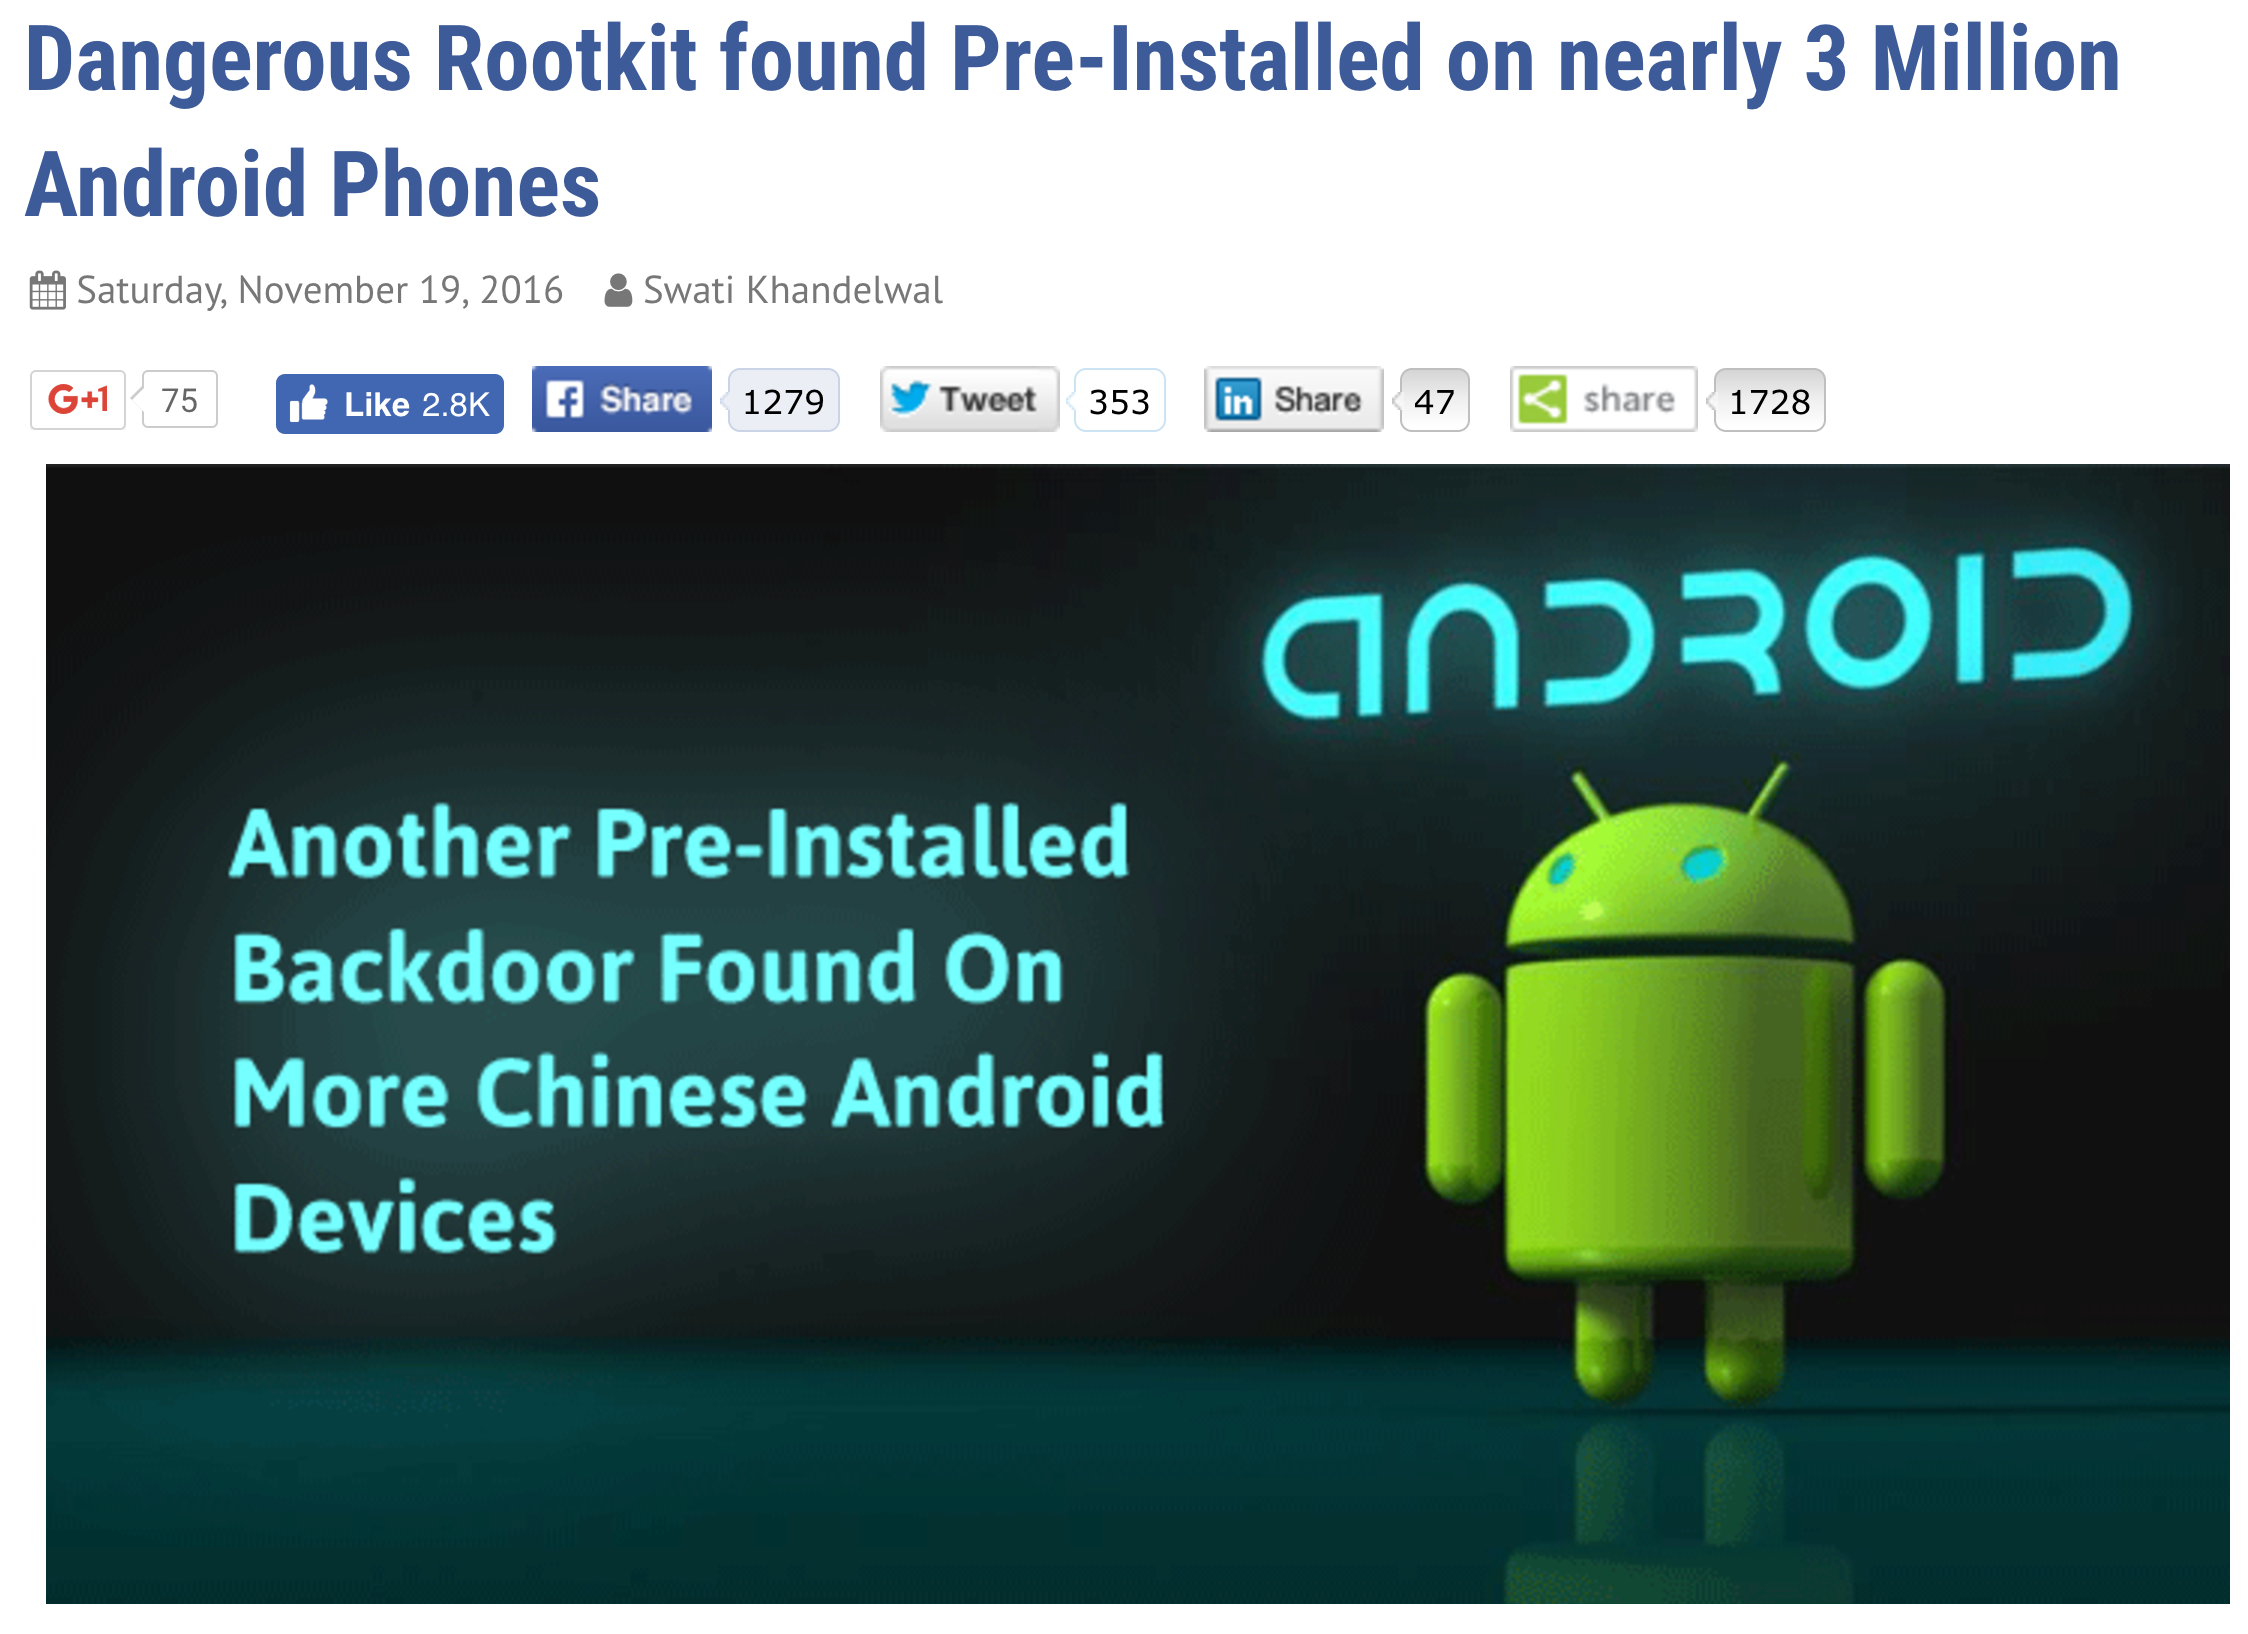 Dangerous Rootkit found Pre-Installed on nearly 3 Million
Android Phones
Saturday, November 19, 2016 Swati Khandelwal
G+1 75 Like 2.8K Share 1279 Tweet 353 in Share 47 share 1728
ANDROID
Another Pre-Installed
Backdoor Found On
More Chinese Android
Devices